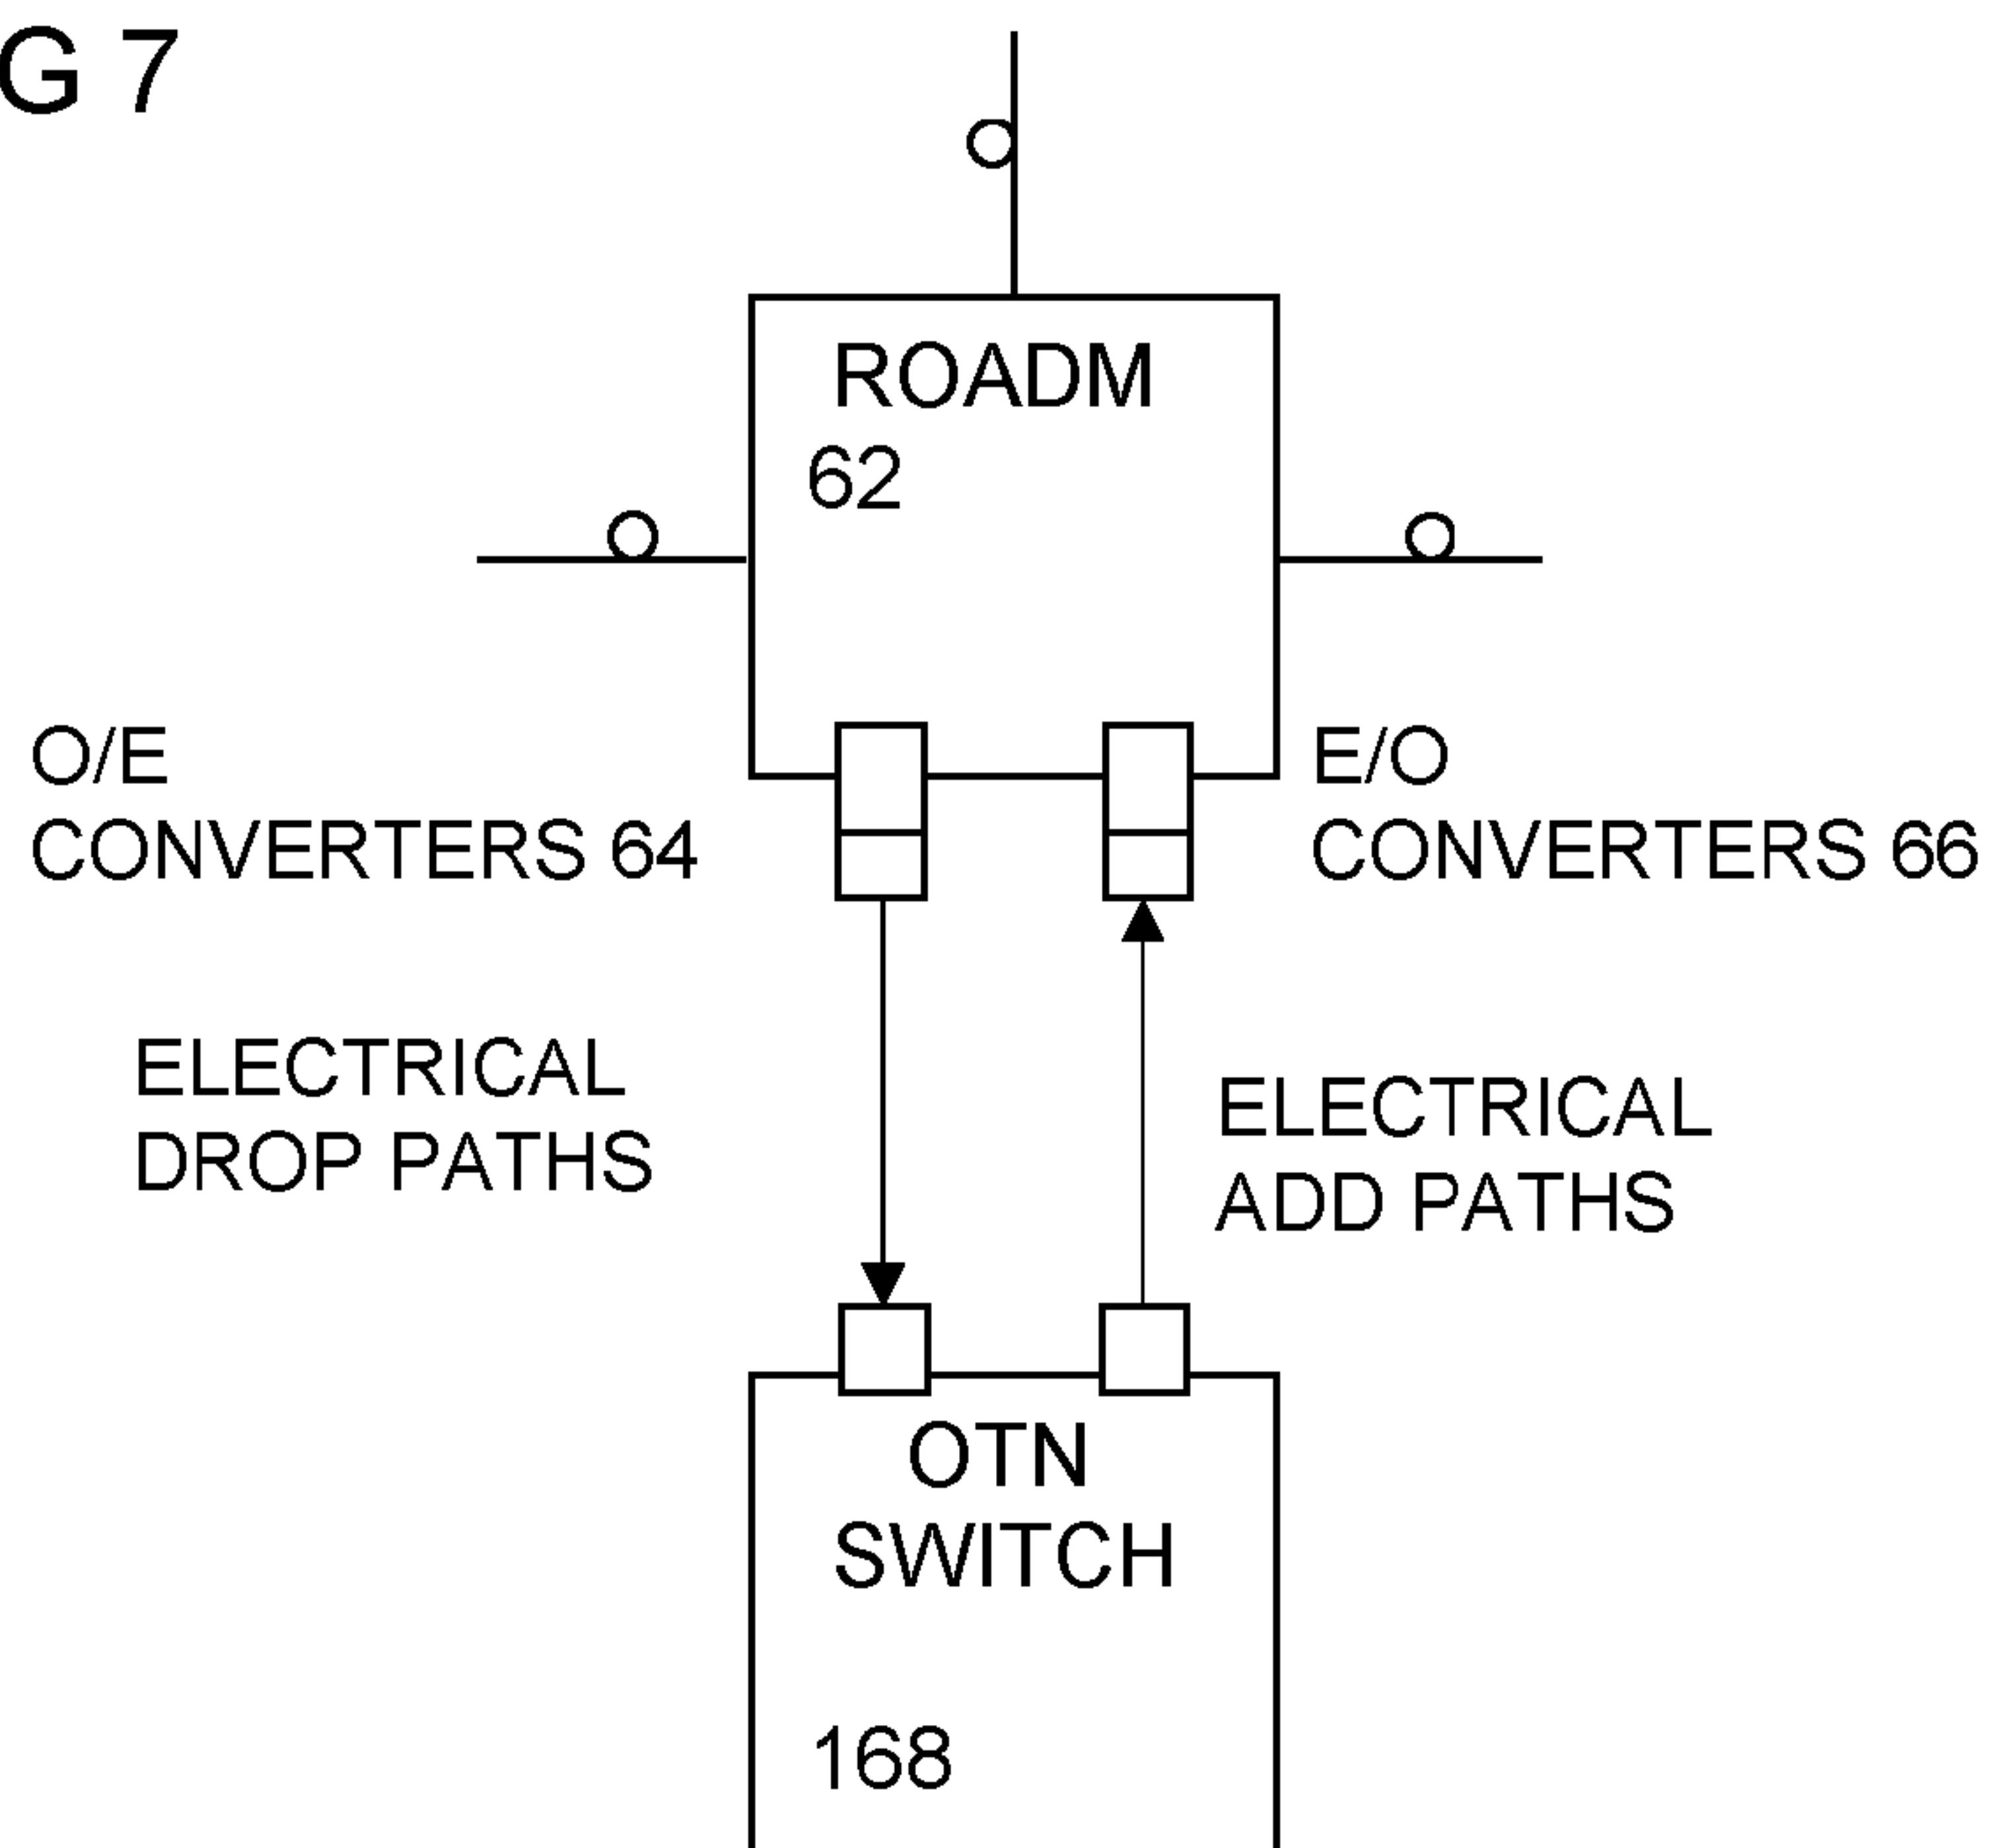 G 7
ROADM
62
O/E
CONVERTERS 64
E/O
CONVERTERS 66
ELECTRICAL
DROP PATHS
ELECTRICAL
ADD PATHS
OTN
SWITCH
168